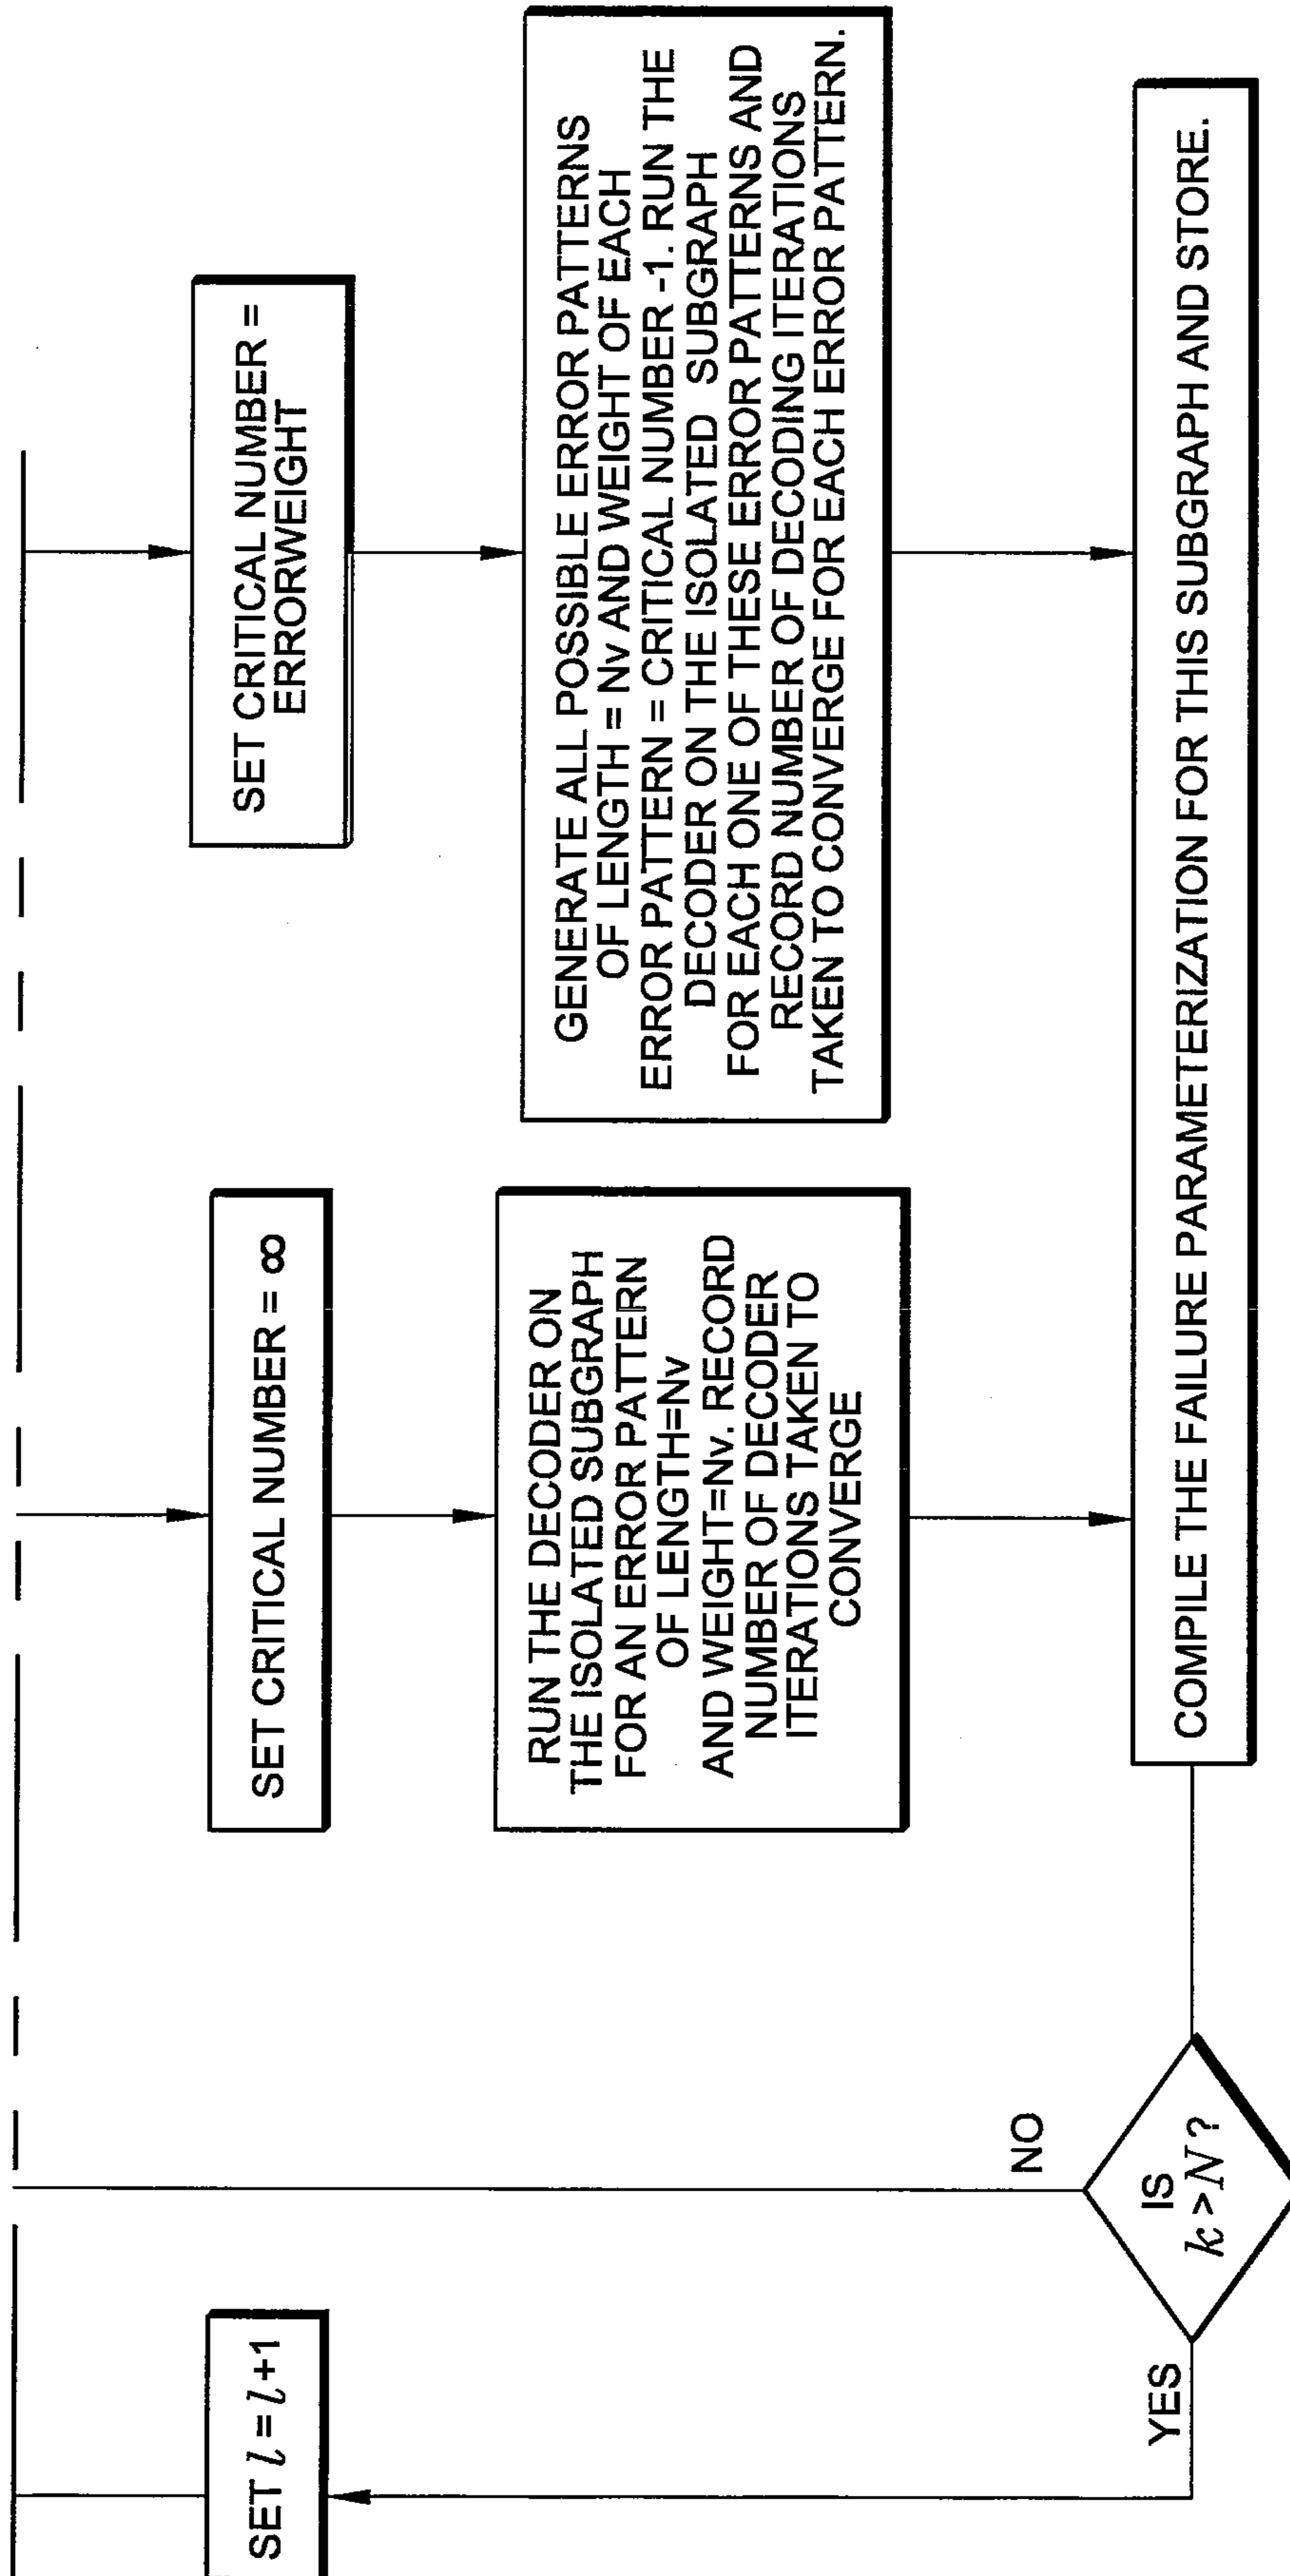 SET CRITICAL NUMBER =
ERRORWEIGHT
GENERATE ALL POSSIBLE ERROR PATTERNS
OF LENGTH = Nv AND WEIGHT OF EACH
ERROR PATTERN = CRITICAL NUMBER -1. RUN THE
DECODER ON THE ISOLATED SUBGRAPH
FOR EACH ONE OF THESE ERROR PATTERNS AND
RECORD NUMBER OF DECODING ITERATIONS
TAKEN TO CONVERGE FOR EACH ERROR PATTERN.
SET CRITICAL NUMBER = ∞
RUN THE DECODER ON
THE ISOLATED SUBGRAPH
FOR AN ERROR PATTERN
OF LENGTH=Nv
AND WEIGHT=Nv. RECORD
NUMBER OF DECODER
ITERATIONS TAKEN TO
CONVERGE
COMPILE THE FAILURE PARAMETERIZATION FOR THIS SUBGRAPH AND STORE.
NO
IS
k >N ?
YES
SET l = l +1